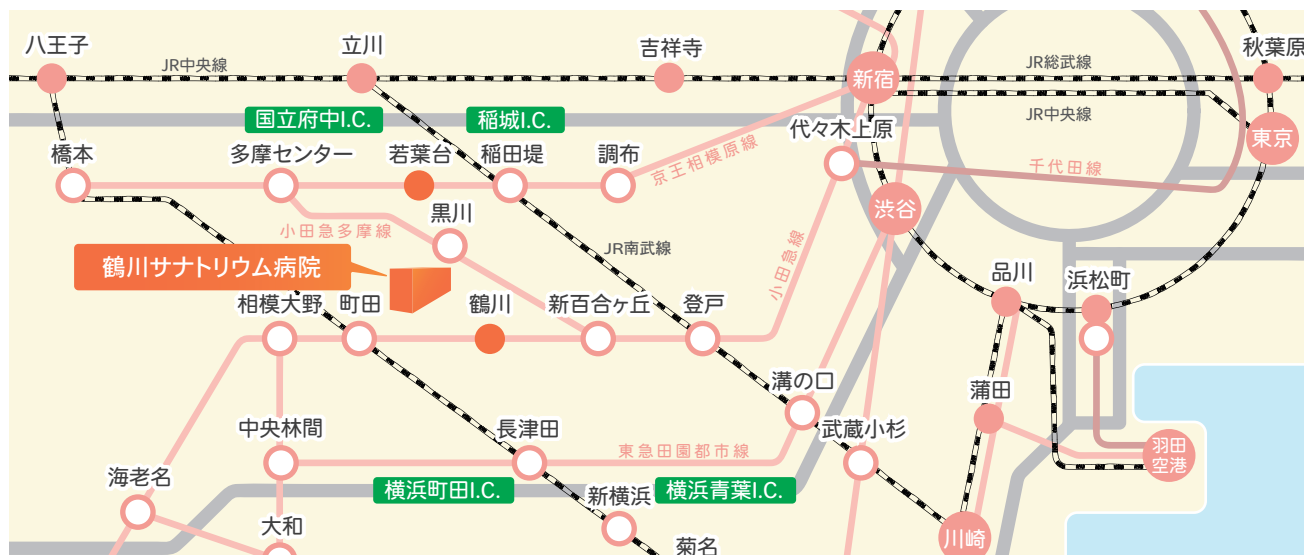 八王子
立川
吉祥寺
秋葉原
JR中央線
JR総武線
新宿
国立府中I.C.
稲城I.C.
代々木上原
JR中央線
東京
橋本
多摩センター
若葉台
稲田堤
調布
京王相模原線
千代田線
黒川
渋谷
小田急多摩線
JR南武線
小田急線
鶴川サナトリウム病院
品川
浜松町
相模大野
町田
鶴川
新百合ヶ丘
登戸
溝の口
蒲田
中央林間
長津田
東急田園都市線
武蔵小杉
羽田
空港
海老名
横浜町田I.C.
新横浜
横浜青葉I.C.
大和
菊名
川崎